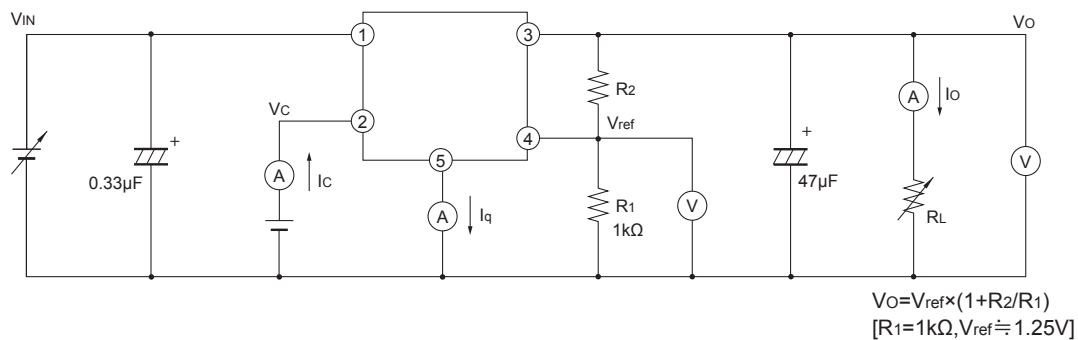 VIN
VO
1
3
R2
A
IO
VC
2
Vref
4
+
+
5
0.33µF
A
IC
A
Iq
R1
1kΩ
V
47µF
RL
V
VO=Vref×(1+R2/R1)
[R1=1kΩ,Vref≒1.25V]